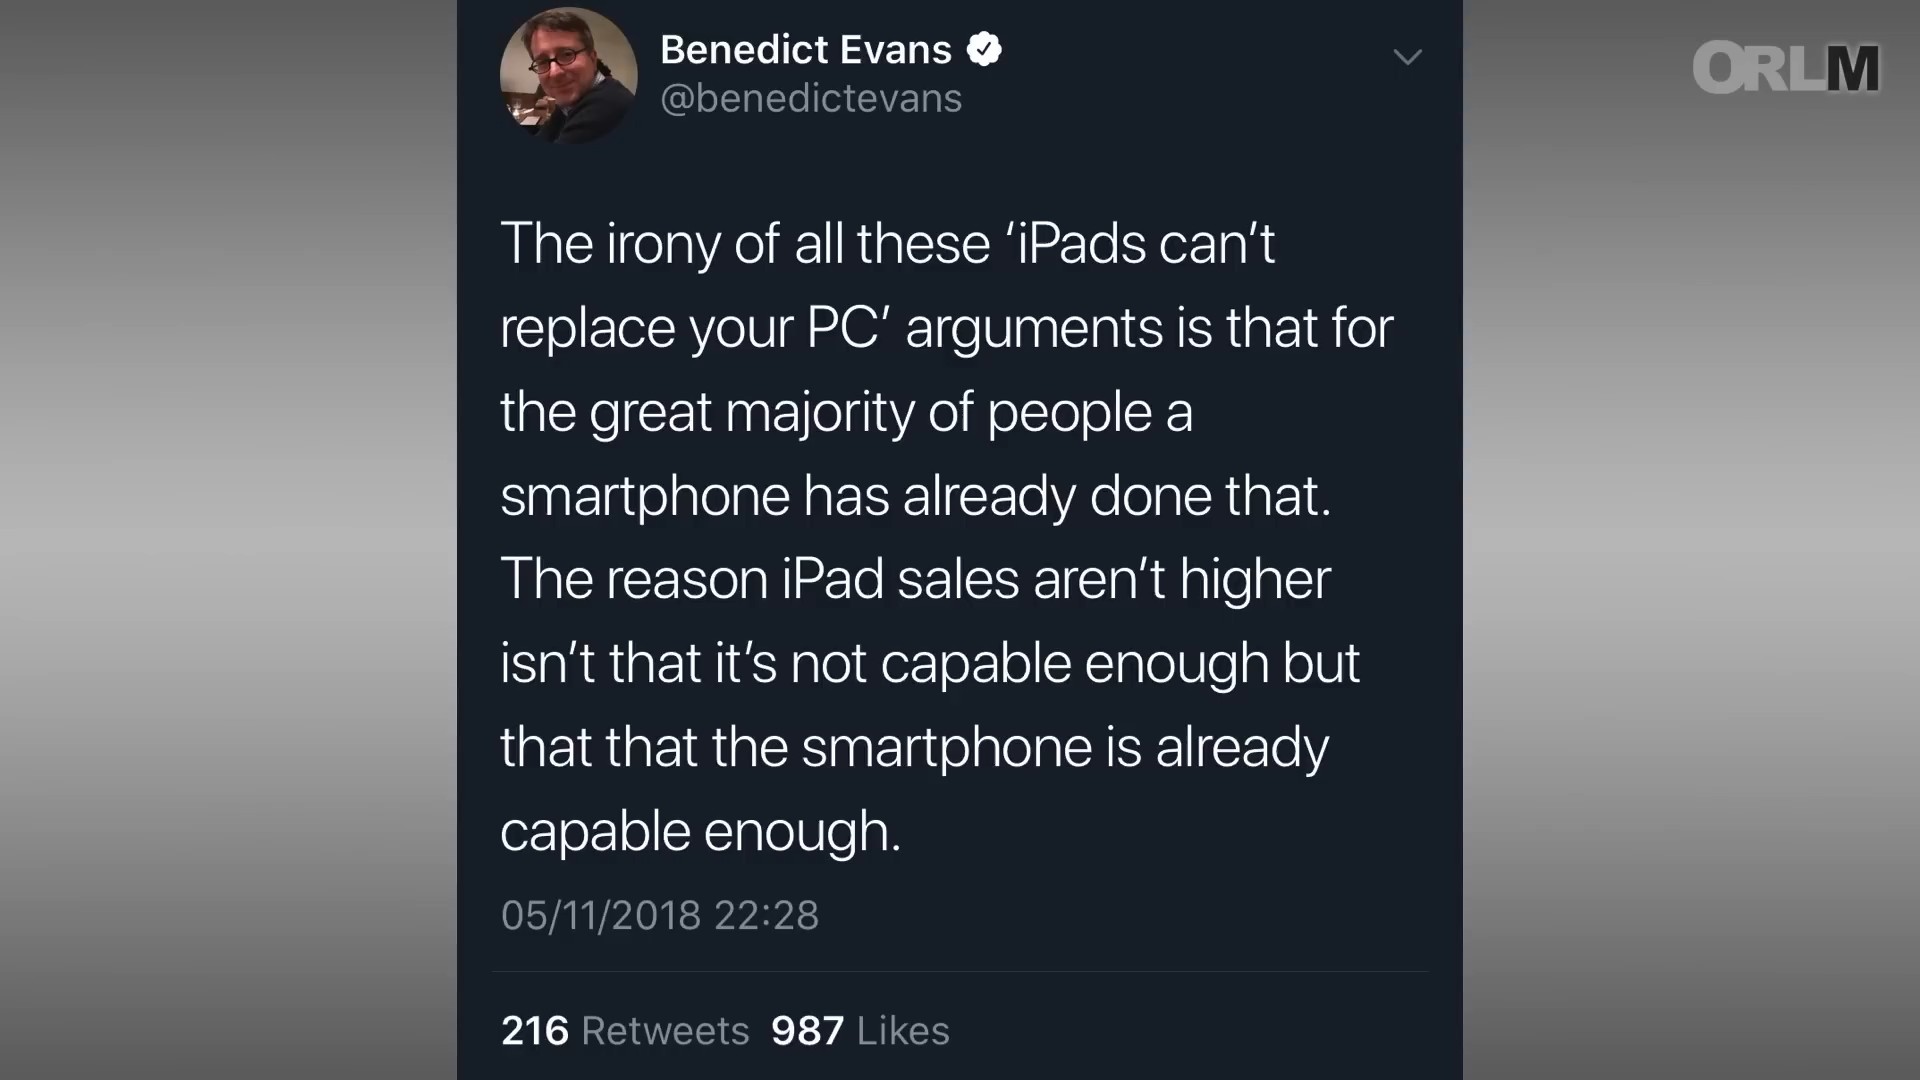 Benedict Evans
@benedictevans
ORLM
The irony of all these ‘iPads can’t
replace your PC’ arguments is that for
the great majority of people a
smartphone has already done that.
The reason iPad sales aren’t higher
isn’t that it’s not capable enough but
that that the smartphone is already
capable enough.
05/11/2018 22:28
216 Retweets 987 Likes